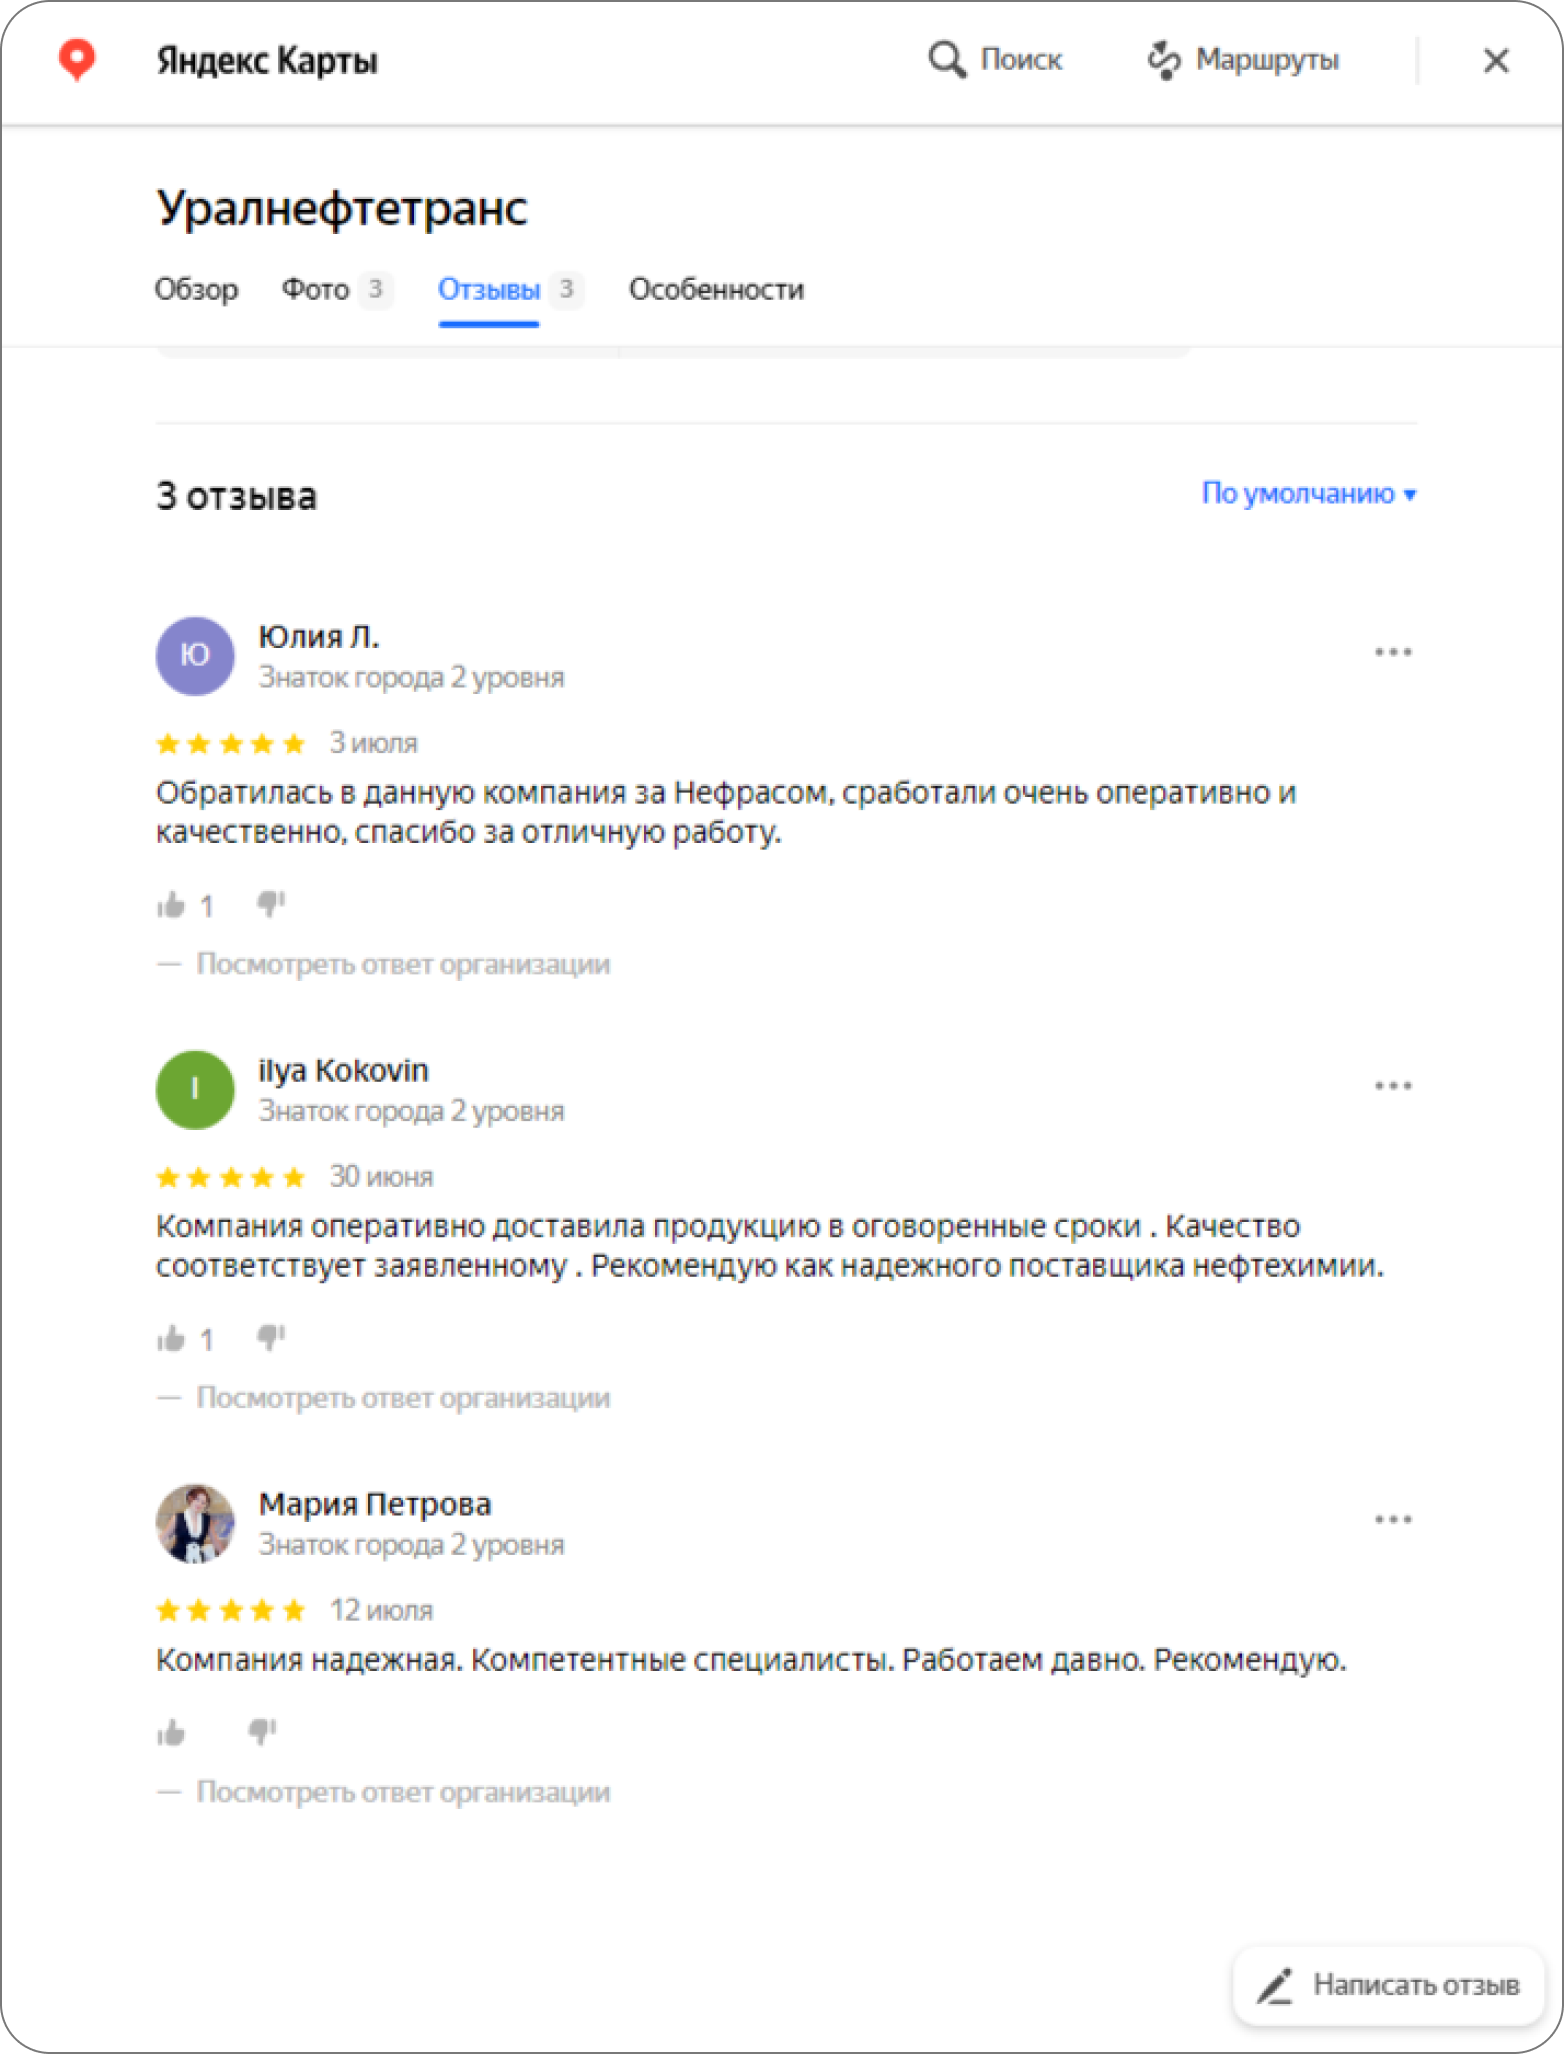 Яндекс Карты
Поиск
Маршруты
Уралнефтетранс
Обзор Фото 3 Отзывы 3 Особенности
3 отзыва
По умолчанию
Ю
Юлия Л.
Знаток города 2 уровня
3 июля
Обратилась в данную компания за Нефрасом, сработали очень оперативно и
качественно, спасибо за отличную работу.
1
— Посмотреть ответ организации
I
ilya Kokovin
Знаток города 2 уровня
30 июня
Компания оперативно доставила продукцию в оговоренные сроки . Качество
соответствует заявленному . Рекомендую как надежного поставщика нефтехимии.
1
— Посмотреть ответ организации
Мария Петрова
Знаток города 2 уровня
12 июля
Компания надежная. Компетентные специалисты. Работаем давно. Рекомендую.
— Посмотреть ответ организации
Написать отзыв